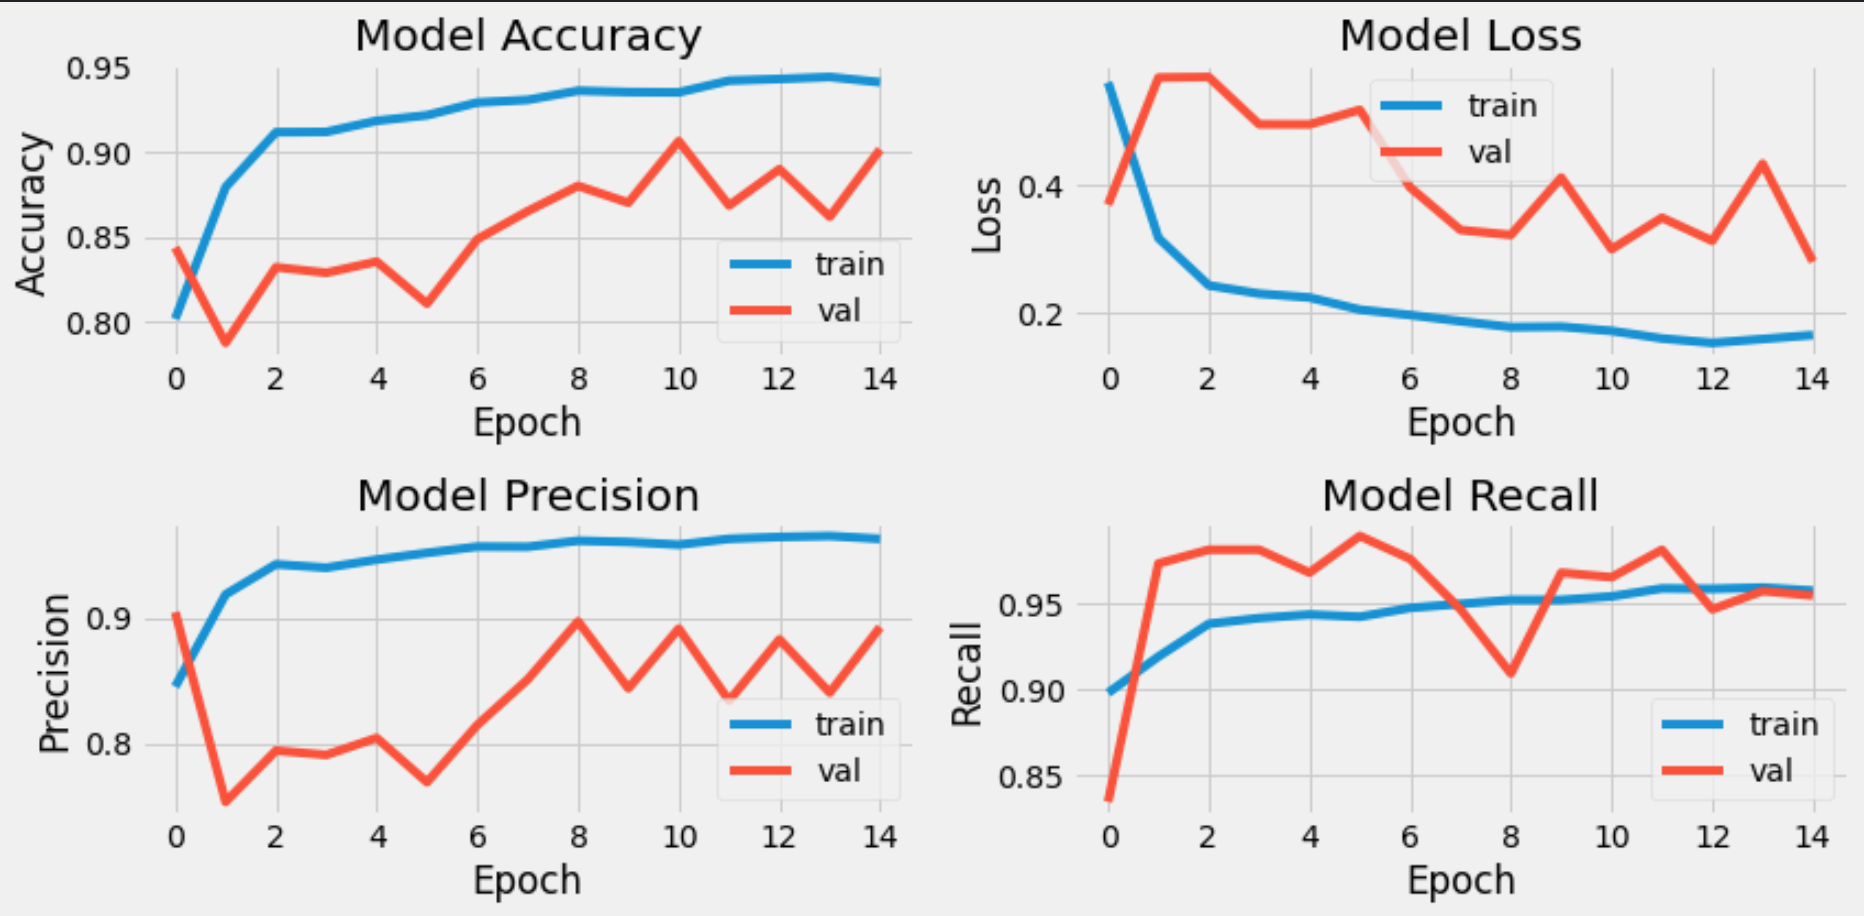 Model Accuracy
0.95
0.90
0.85
0.80
Accuracy
train
val
0 2 4 6 8 10 12 14
Epoch
Model Loss
0.4
0.2
Loss
train
val
0 2 4 6 8 10 12 14
Epoch
Model Precision
0.9
0.8
Precision
train
val
0 2 4 6 8 10 12 14
Epoch
Model Recall
0.95
0.90
0.85
Recall
train
val
0 2 4 6 8 10 12 14
Epoch